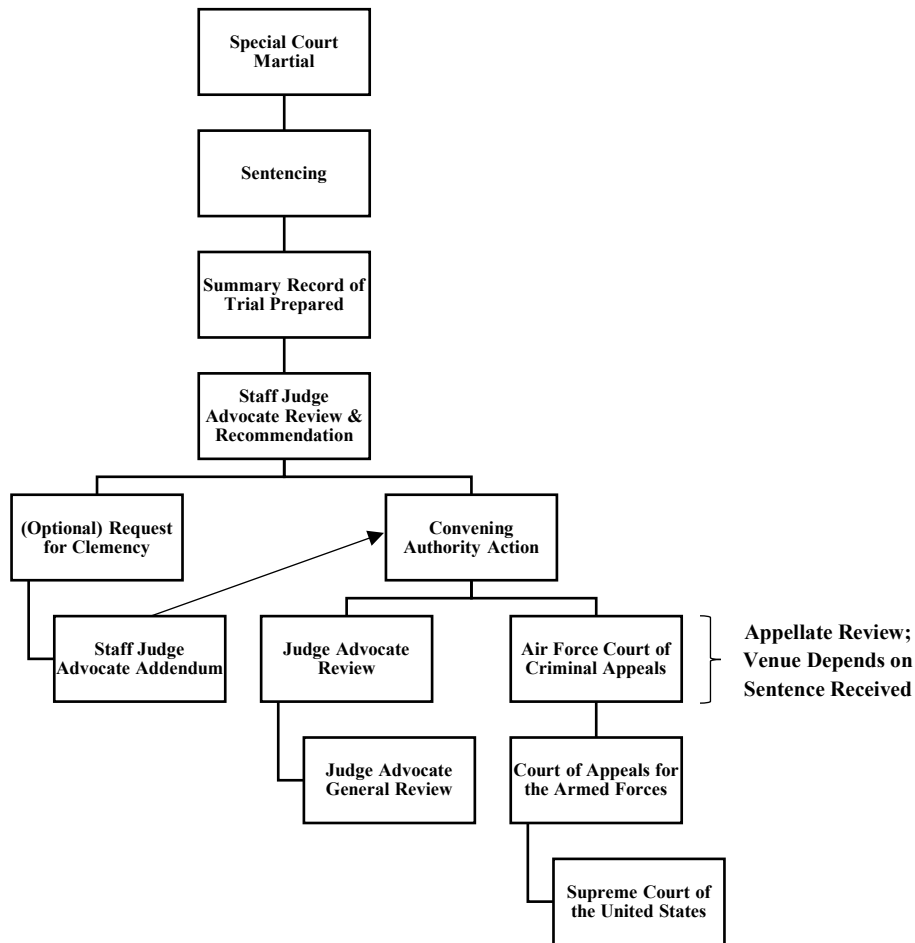 Special Court
Martial
Sentencing
Summary Record of
Trial Prepared
Staff Judge
Advocate Review &
Recommendation
(Optional) Request
for Clemency
Convening
Authority Action
Staff Judge
Advocate Addendum
Judge Advocate
Review
Air Force Court of
Criminal Appeals
Appellate Review;
Venue Depends on
Sentence Received
Judge Advocate
General Review
Court of Appeals for
the Armed Forces
Supreme Court of
the United States